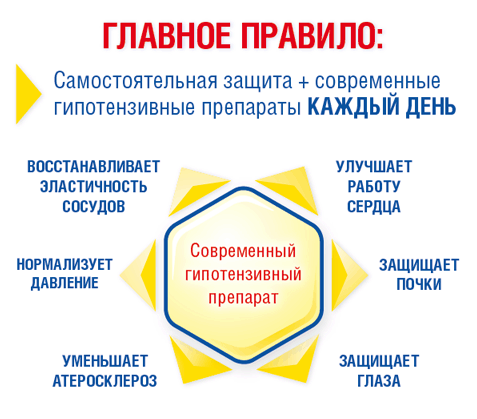 ГЛАВНОЕ ПРАВИЛО:
Самостоятельная защита + современные
гипотензивные препараты КАЖДЫЙ ДЕНЬ
ВОССТАНАВЛИВАЕТ
ЭЛАСТИЧНОСТЬ
СОСУДОВ
УЛУЧШАЕТ
РАБОТУ
СЕРДЦА
НОРМАЛИЗУЕТ
ДАВЛЕНИЕ
Современный
гипотензивный
препарат
ЗАЩИЩАЕТ
ПОЧКИ
УМЕНЬШАЕТ
АТЕРОСКЛЕРОЗ
ЗАЩИЩАЕТ
ГЛАЗА